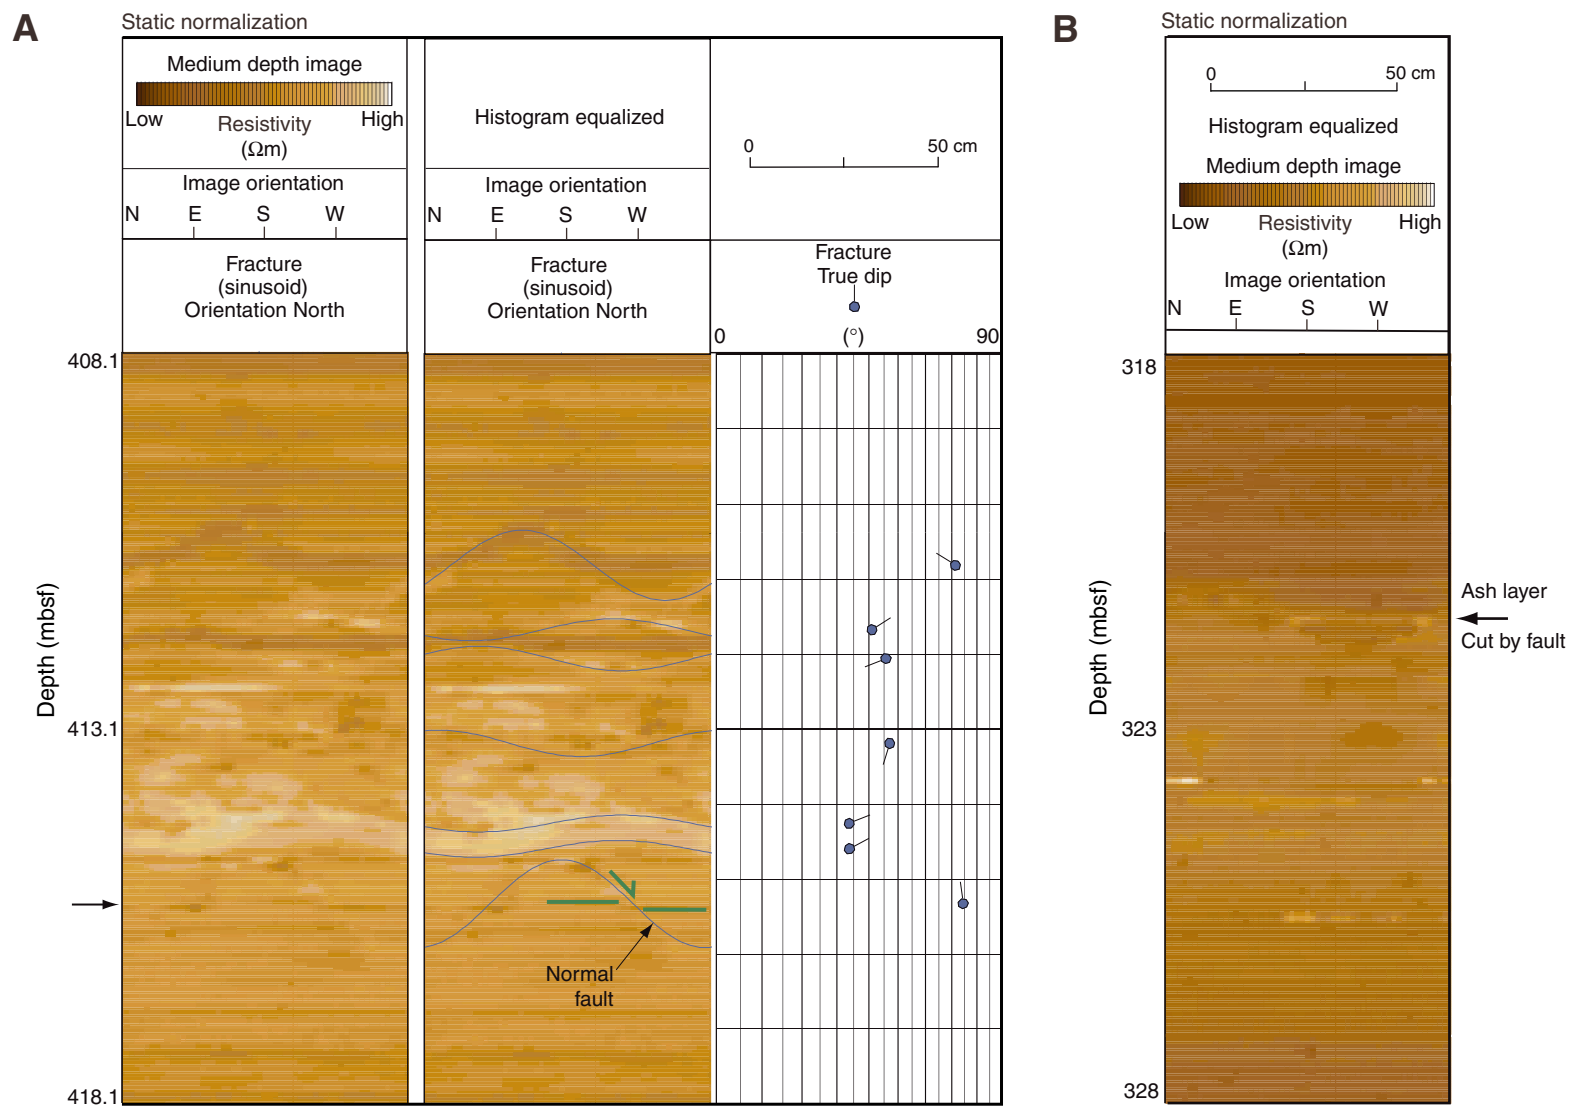 A
Static normalization
Medium depth image
Low
High
Resistivity
(Ωm)
Image orientation
N E S W
Fracture
(sinusoid)
Orientation North
Histogram equalized
Image orientation
N E S W
Fracture
(sinusoid)
Orientation North
0 50 cm
Fracture
True dip
0 (°) 90
Depth (mbsf)
408.1
413.1
418.1
Normal
fault
B
Static normalization
0 50 cm
Histogram equalized
Medium depth image
Low
High
Resistivity
(Ωm)
Image orientation
N E S W
Depth (mbsf)
318
323
328
Ash layer
Cut by fault